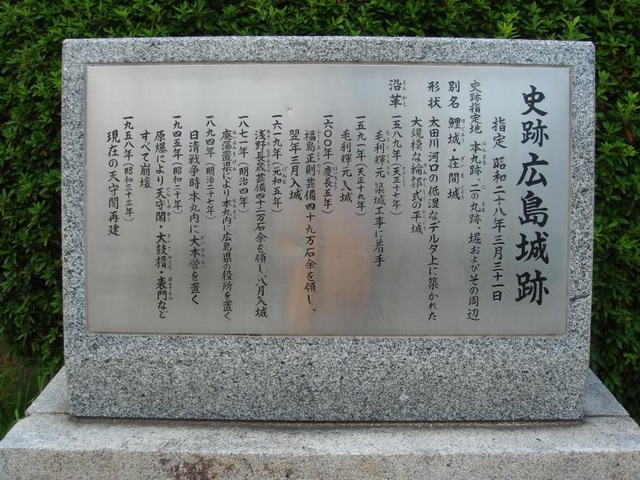 史跡広島城跡
指定 昭和二十八年三月三十一日
史跡指定地 本丸跡・二の丸跡・堀およびその周辺
別名 鯉城・在間城
形状 太田川河口の低湿なデルタ上に築かれた
大規模な輪郭式の平城
沿革 一五八九年(天正十七年)
毛利輝元築城工事に着手
一五九一年(天正十九年)
毛利輝元入城
一六〇〇年(慶長五年)
福島正則芸備四十九万石余を領し、
翌年三月入城
一六一九年(元和五年)
浅野長晟芸備四十二万石余を領し、八月入城
一八七一年(明治四年)
廃藩置県により本丸内に広島県の役所を置く
一八九四年(明治二十七年)
日清戦争時本丸内に大本営を置く
一九四五年(昭和二十年)
原爆により天守閣・太鼓櫓・表門など
すべて崩壊
一九五八年(昭和三十三年)
現在の天守閣再建